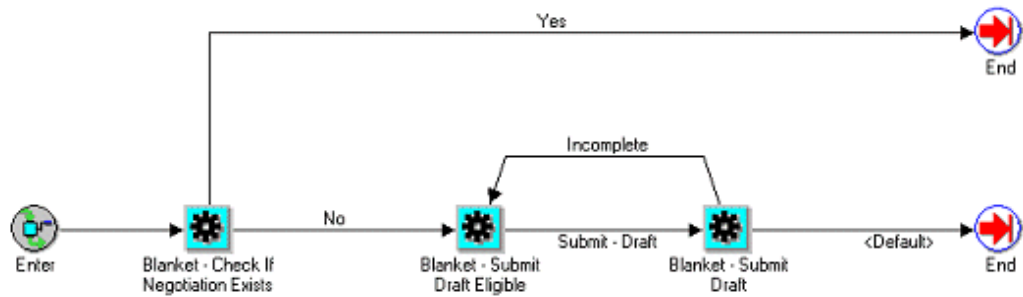 Yes
End
Incomplete
No
Submit - Draft
<Default>
Enter
Blanket - Check If
Negotiation Exists
Blanket - Submit
Draft Eligible
Blanket - Submit
Draft
End